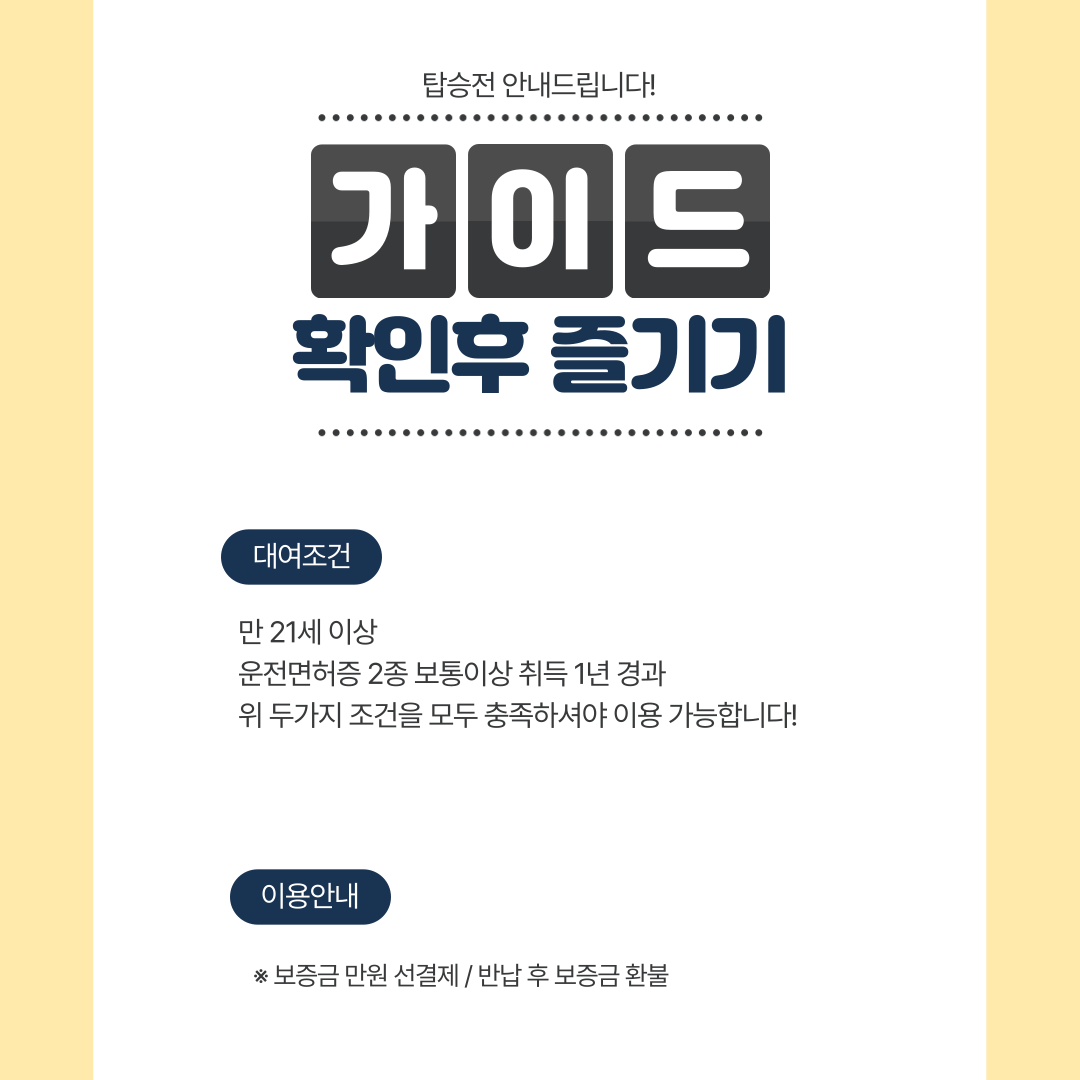 탑승전 안내드립니다!
가이드
확인후 즐기기
대여조건
만 21세 이상
운전면허증 2종 보통이상 취득 1년 경과
위 두가지 조건을 모두 충족하셔야 이용 가능합니다!
이용안내
※ 보증금 만원 선결제 / 반납 후 보증금 환불